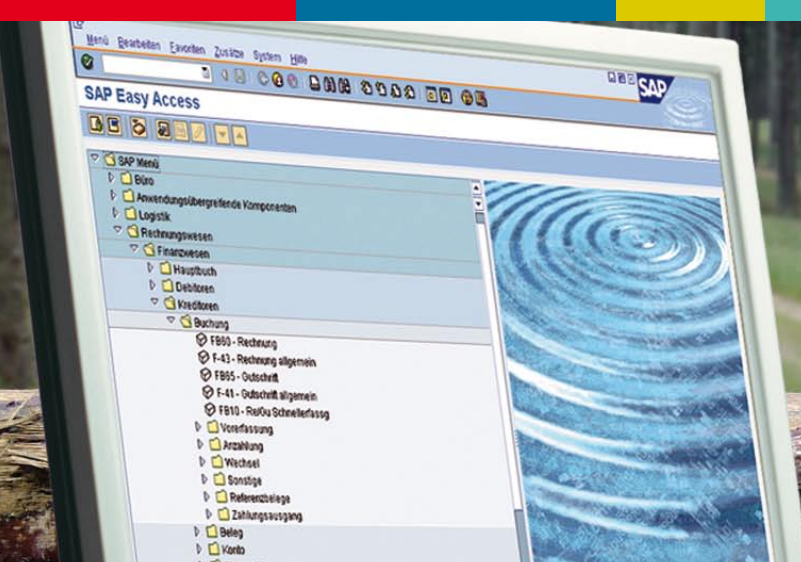 Menü Bearbeiten Favoriten Zusätze System Hilfe
SAP
SAP Easy Access
SAP Menü
Büro
Anwendungsübergreifende Komponenten
Logistik
Rechnungswesen
Finanzwesen
Hauptbuch
Debitoren
Kreditoren
Buchung
FB60 - Rechnung
F-43 - Rechnung allgemein
FB65 - Gutschrift
F-41 - Gutschrift allgemein
FB10 - Re/Gu Schnellerfassg
Vorerfassung
Anzahlung
Wechsel
Sonstige
Referenzbelege
Zahlungsausgang
Beleg
Konto